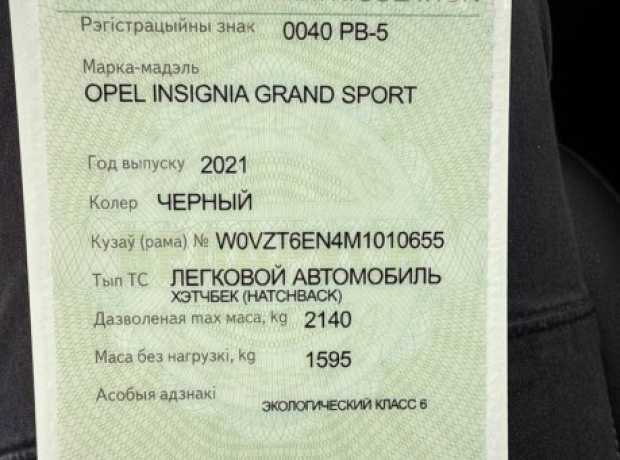 Рэгістрацыйны знак 0040 PB-5
Марка-мадэль
OPEL INSIGNIA GRAND SPORT
Год выпуску 2021
Колер ЧЕРНЫЙ
Кузаў (рама) № W0VZT6EN4M1010655
Тып ТС ЛЕГКОВОЙ АВТОМОБИЛЬ
ХЭТЧБЕК (HATCHBACK)
Дазволеная max маса, kg 2140
Маса без нагрузкі, kg 1595
Асобыя адзнакі ЭКОЛОГИЧЕСКИЙ КЛАСС 6